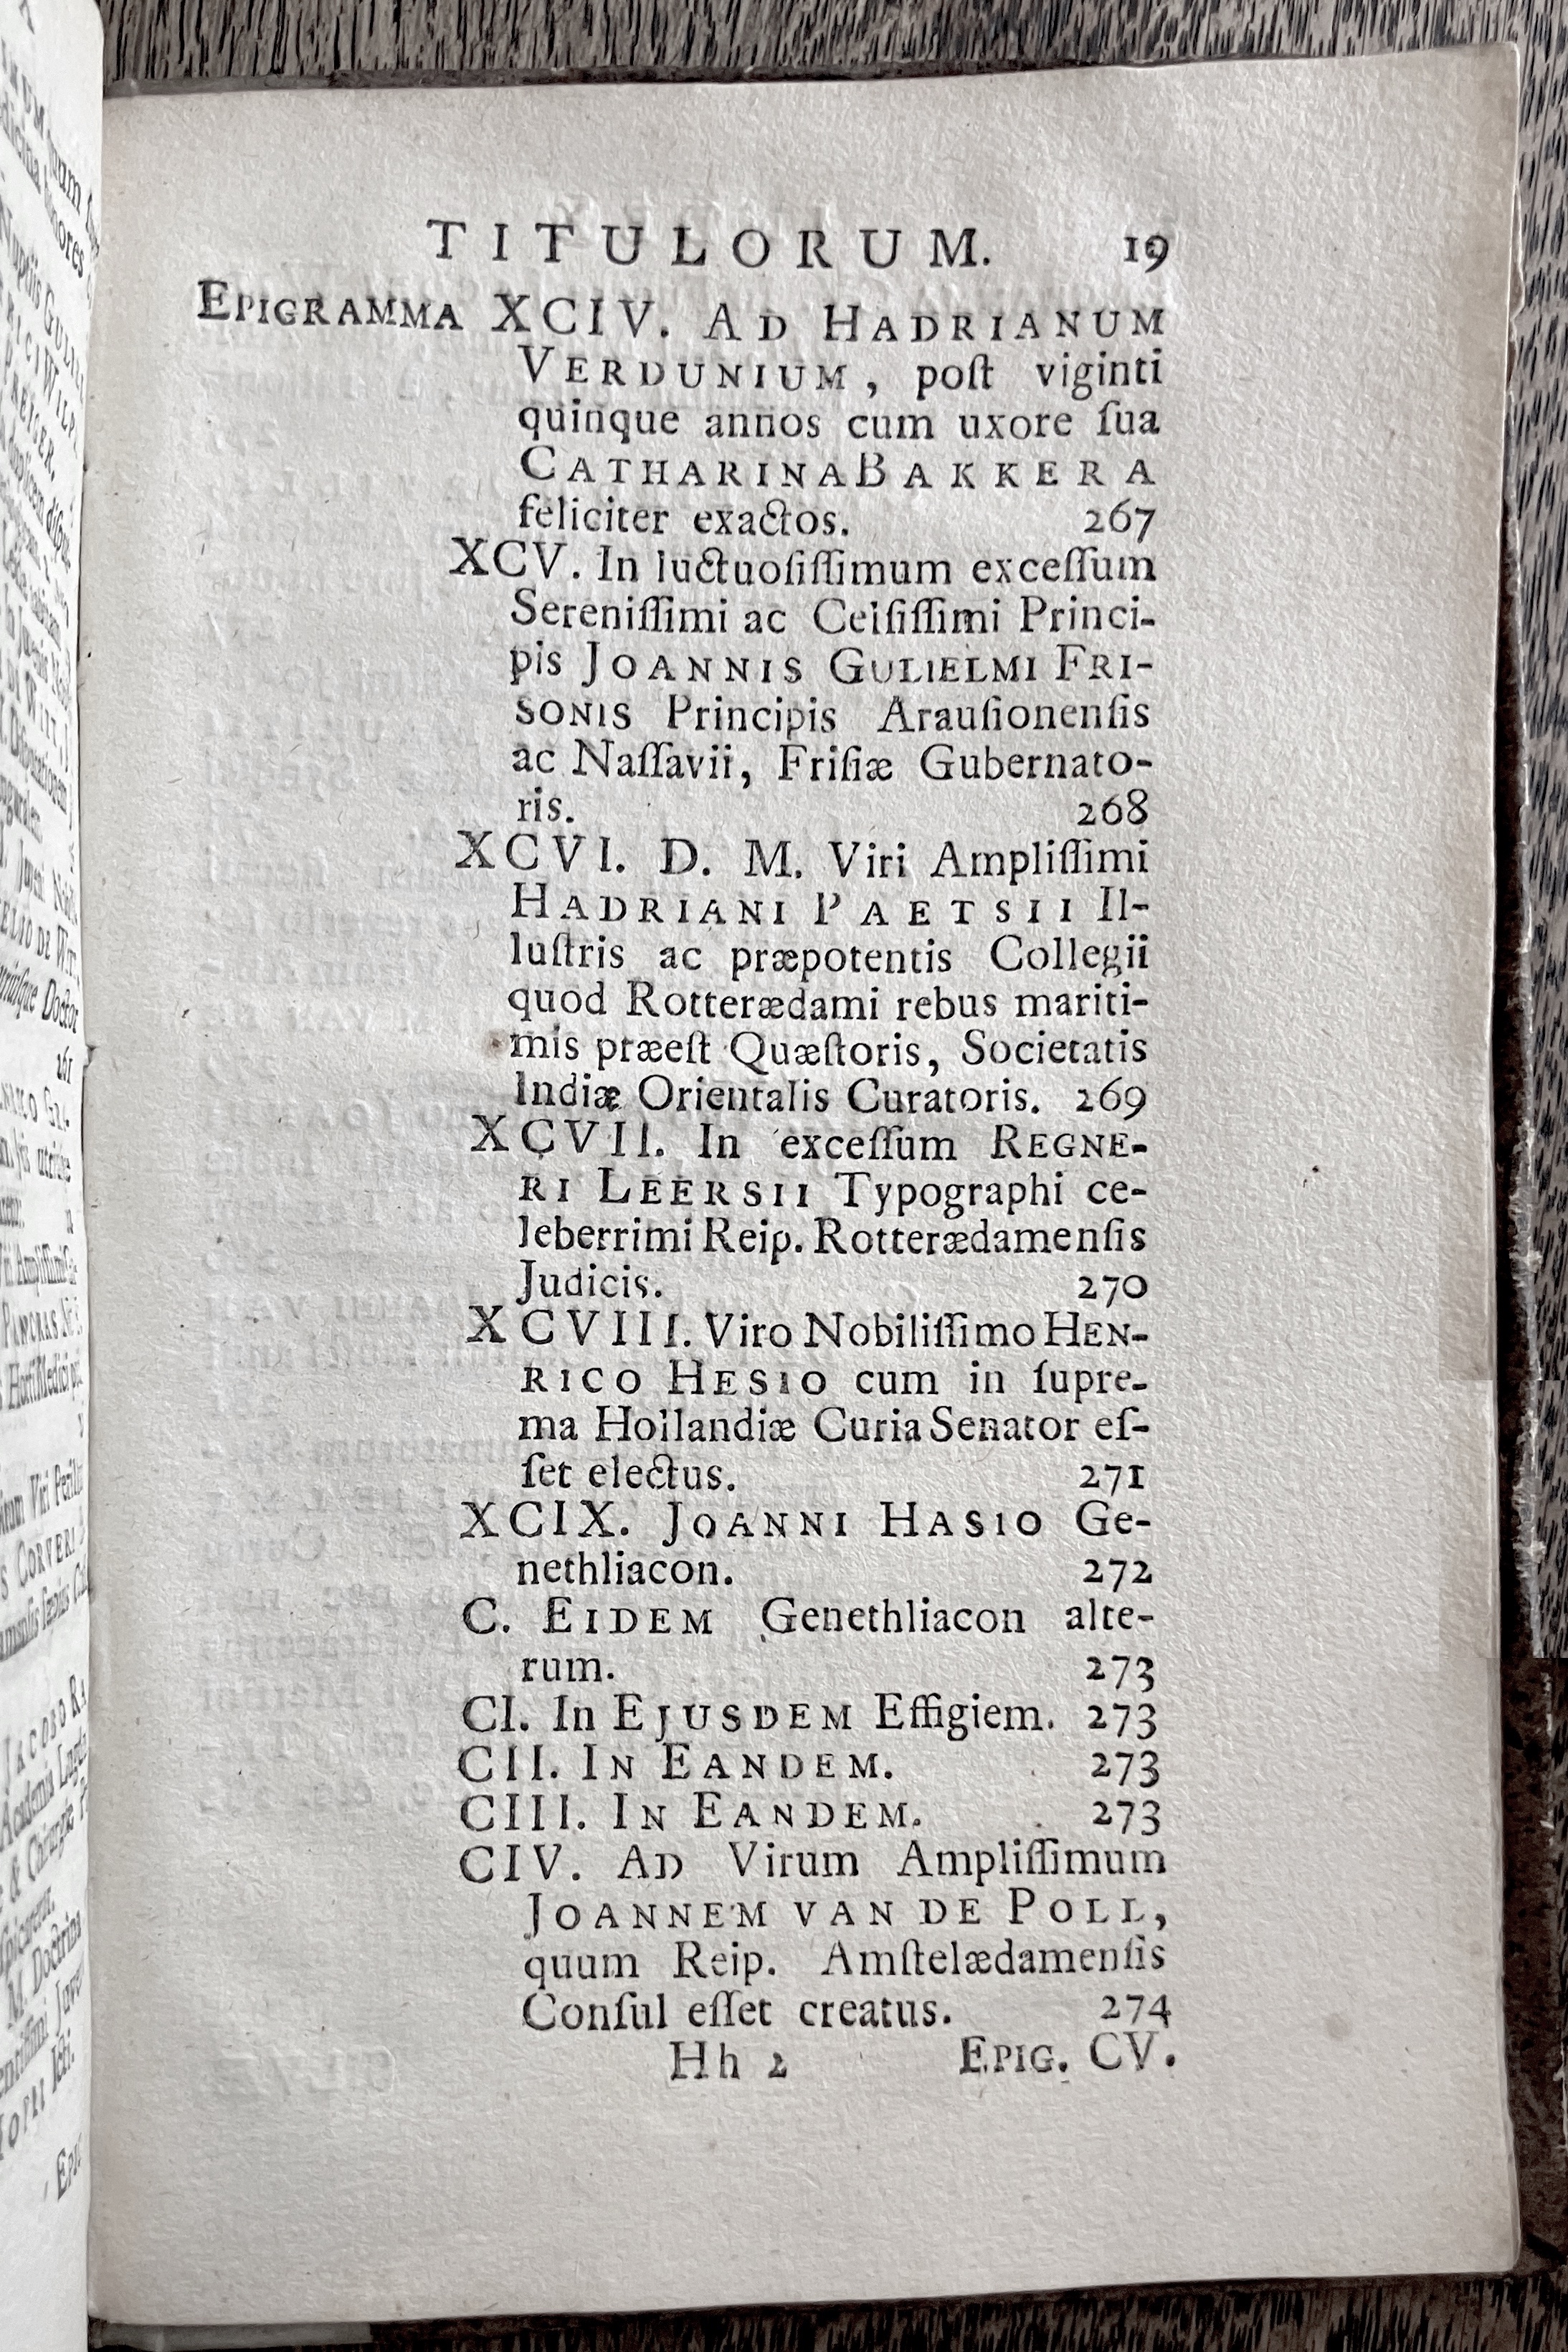 TITULORUM. 19
EPIGRAMMA XCIV. AD HADRIANUM
VERDUNIUM, poſt viginti
quinque annos cum uxore ſua
CATHARINA BAKKERA
feliciter exactos. 267
XCV. In luctuoſiſſimum exceſſum
Sereniſſimi ac Celſiſſimi Princi-
pis JOANNIS GULIELMI FRI-
SONIS Principis Arauſionenſis
ac Naſſavii, Friſiæ Gubernato-
ris. 268
XCVI. D. M. Viri Ampliſſimi
HADRIANI PAETSII Il-
luſtris ac præpotentis Collegii
quod Rotterædami rebus mariti-
mis præeſt Quæſtoris, Societatis
Indiæ Orientalis Curatoris. 269
XCVII. In exceſſum REGNE-
RI LEERSII Typographi ce-
leberrimi Reip. Rotterædamenſis
Judicis. 270
XCVIII. Viro Nobiliſſimo HEN-
RICO HESIO cum in ſupre-
ma Hollandiæ Curia Senator eſ-
ſet electus. 271
XCIX. JOANNI HASIO Ge-
nethliacon. 272
C. EIDEM Genethliacon alte-
rum. 273
CI. In EJUSDEM Effigiem. 273
CII. IN EANDEM. 273
CIII. IN EANDEM. 273
CIV. AD Virum Ampliſſimum
JOANNEM VAN DE POLL,
quum Reip. Amſtelædamenſis
Conſul eſſet creatus. 274
Hh 2 EPIG. CV.